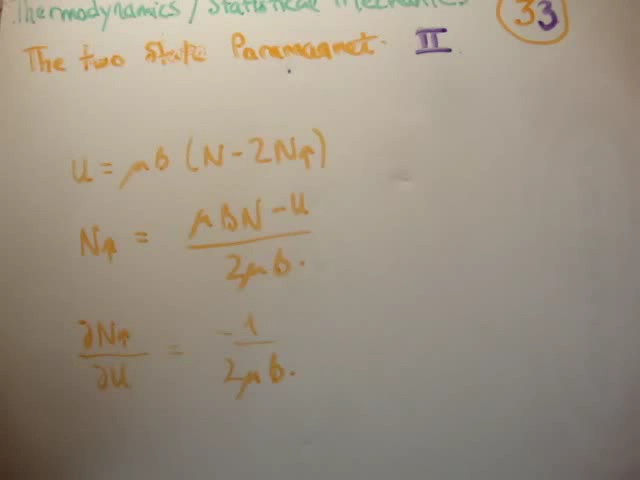 Thermodynamics / Statistical Mechanics
33
The two State Paramagnet. II
U = μB (N - 2N↑)
N↑ = μBN - U / 2μB.
∂N↑ / ∂U = -1 / 2μB.